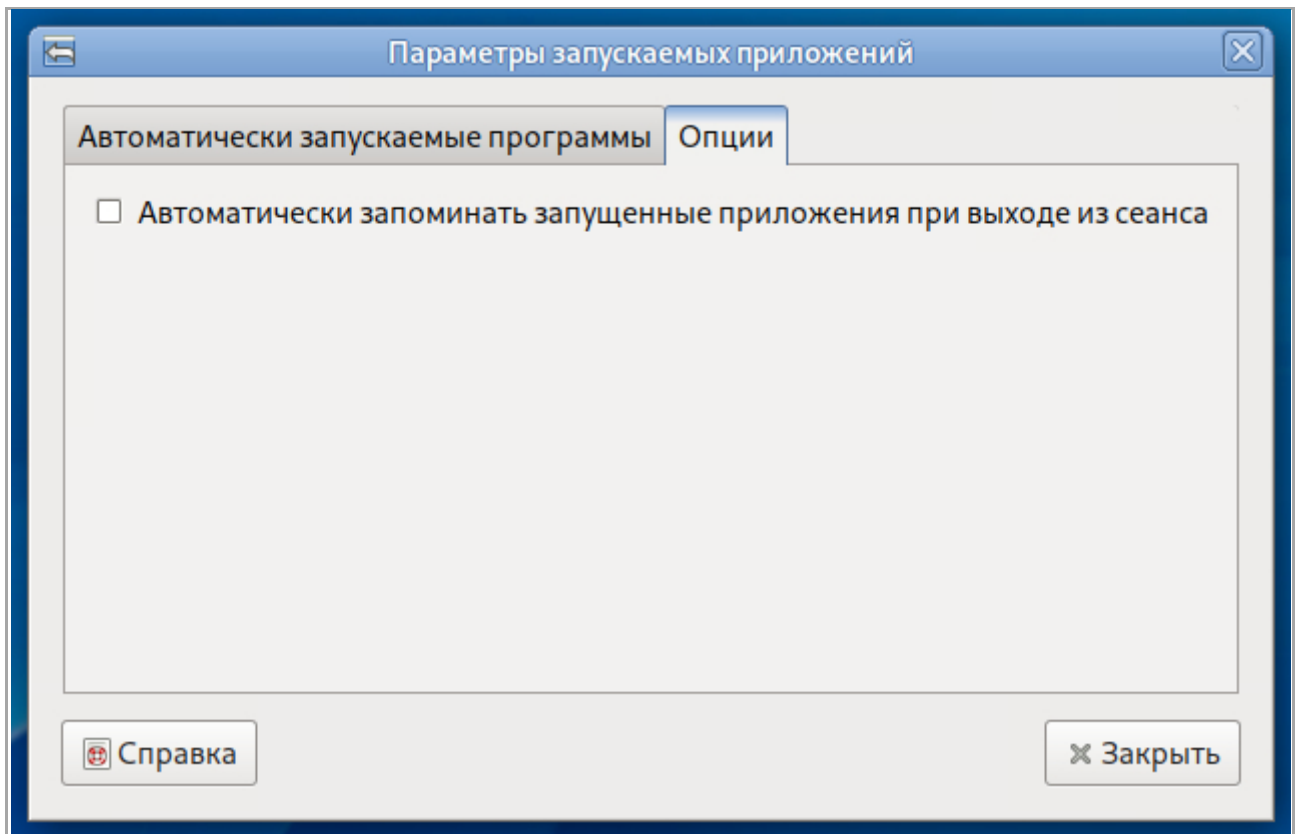 Параметры запускаемых приложений
Автоматически запускаемые программы
Опции
Автоматически запоминать запущенные приложения при выходе из сеанса
Справка
Закрыть